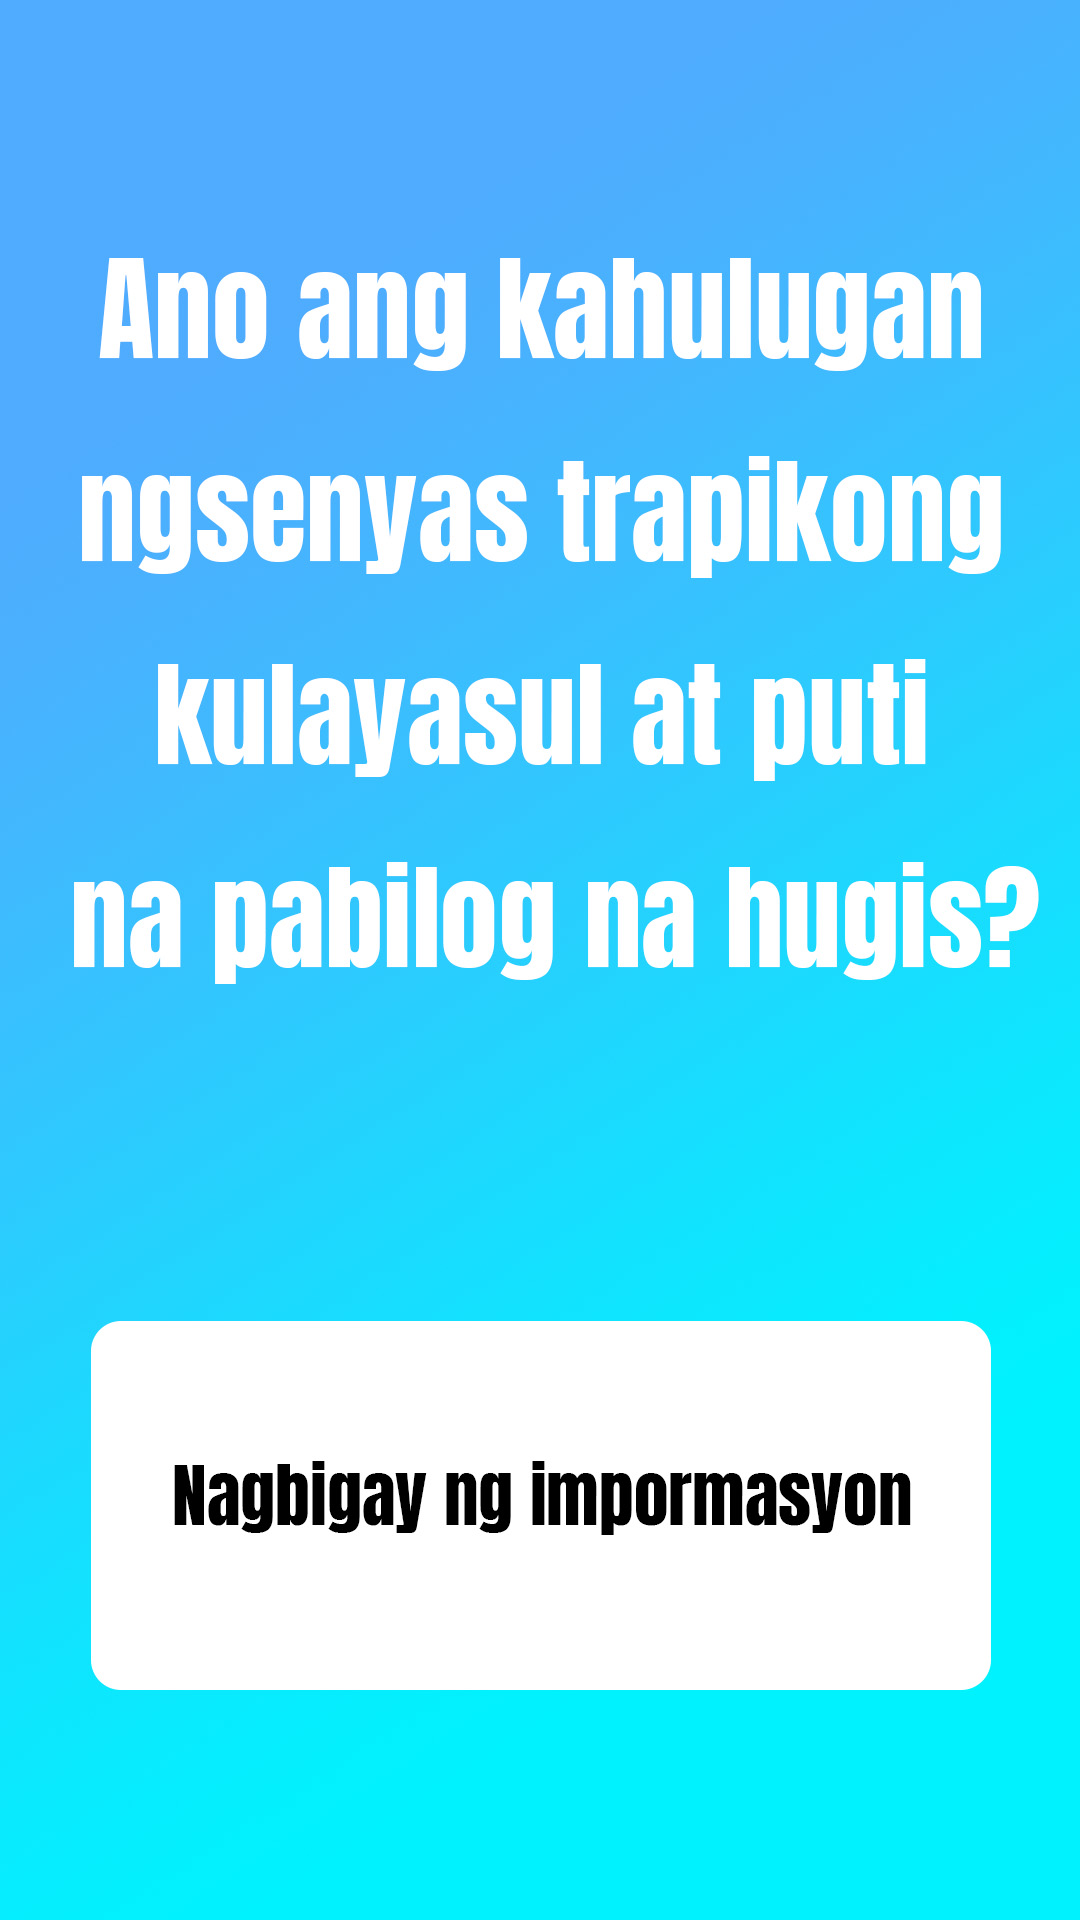 Ano ang kahulugan
ngsenyas trapikong
kulayasul at puti
na pabilog na hugis?
Nagbigay ng impormasyon